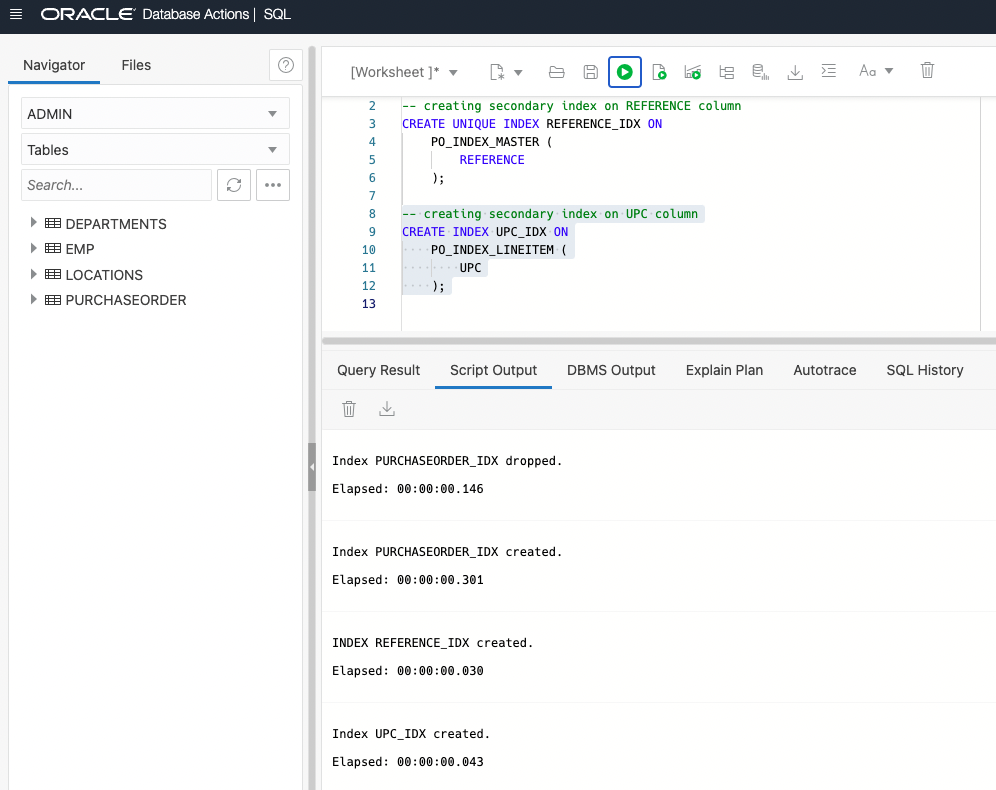 ORACLE Database Actions | SQL
Navigator Files
ADMIN
Tables
Search...
DEPARTMENTS
EMP
LOCATIONS
PURCHASEORDER
[Worksheet ]* Aa
2 -- creating secondary index on REFERENCE column
3 CREATE UNIQUE INDEX REFERENCE_IDX ON
4 PO_INDEX_MASTER (
5 REFERENCE
6 );
7
8 -- creating secondary index on UPC column
9 CREATE INDEX UPC_IDX ON
10 PO_INDEX_LINEITEM (
11 UPC
12 );
13
Query Result Script Output DBMS Output Explain Plan Autotrace SQL History
Index PURCHASEORDER_IDX dropped.
Elapsed: 00:00:00.146
Index PURCHASEORDER_IDX created.
Elapsed: 00:00:00.301
INDEX REFERENCE_IDX created.
Elapsed: 00:00:00.030
Index UPC_IDX created.
Elapsed: 00:00:00.043